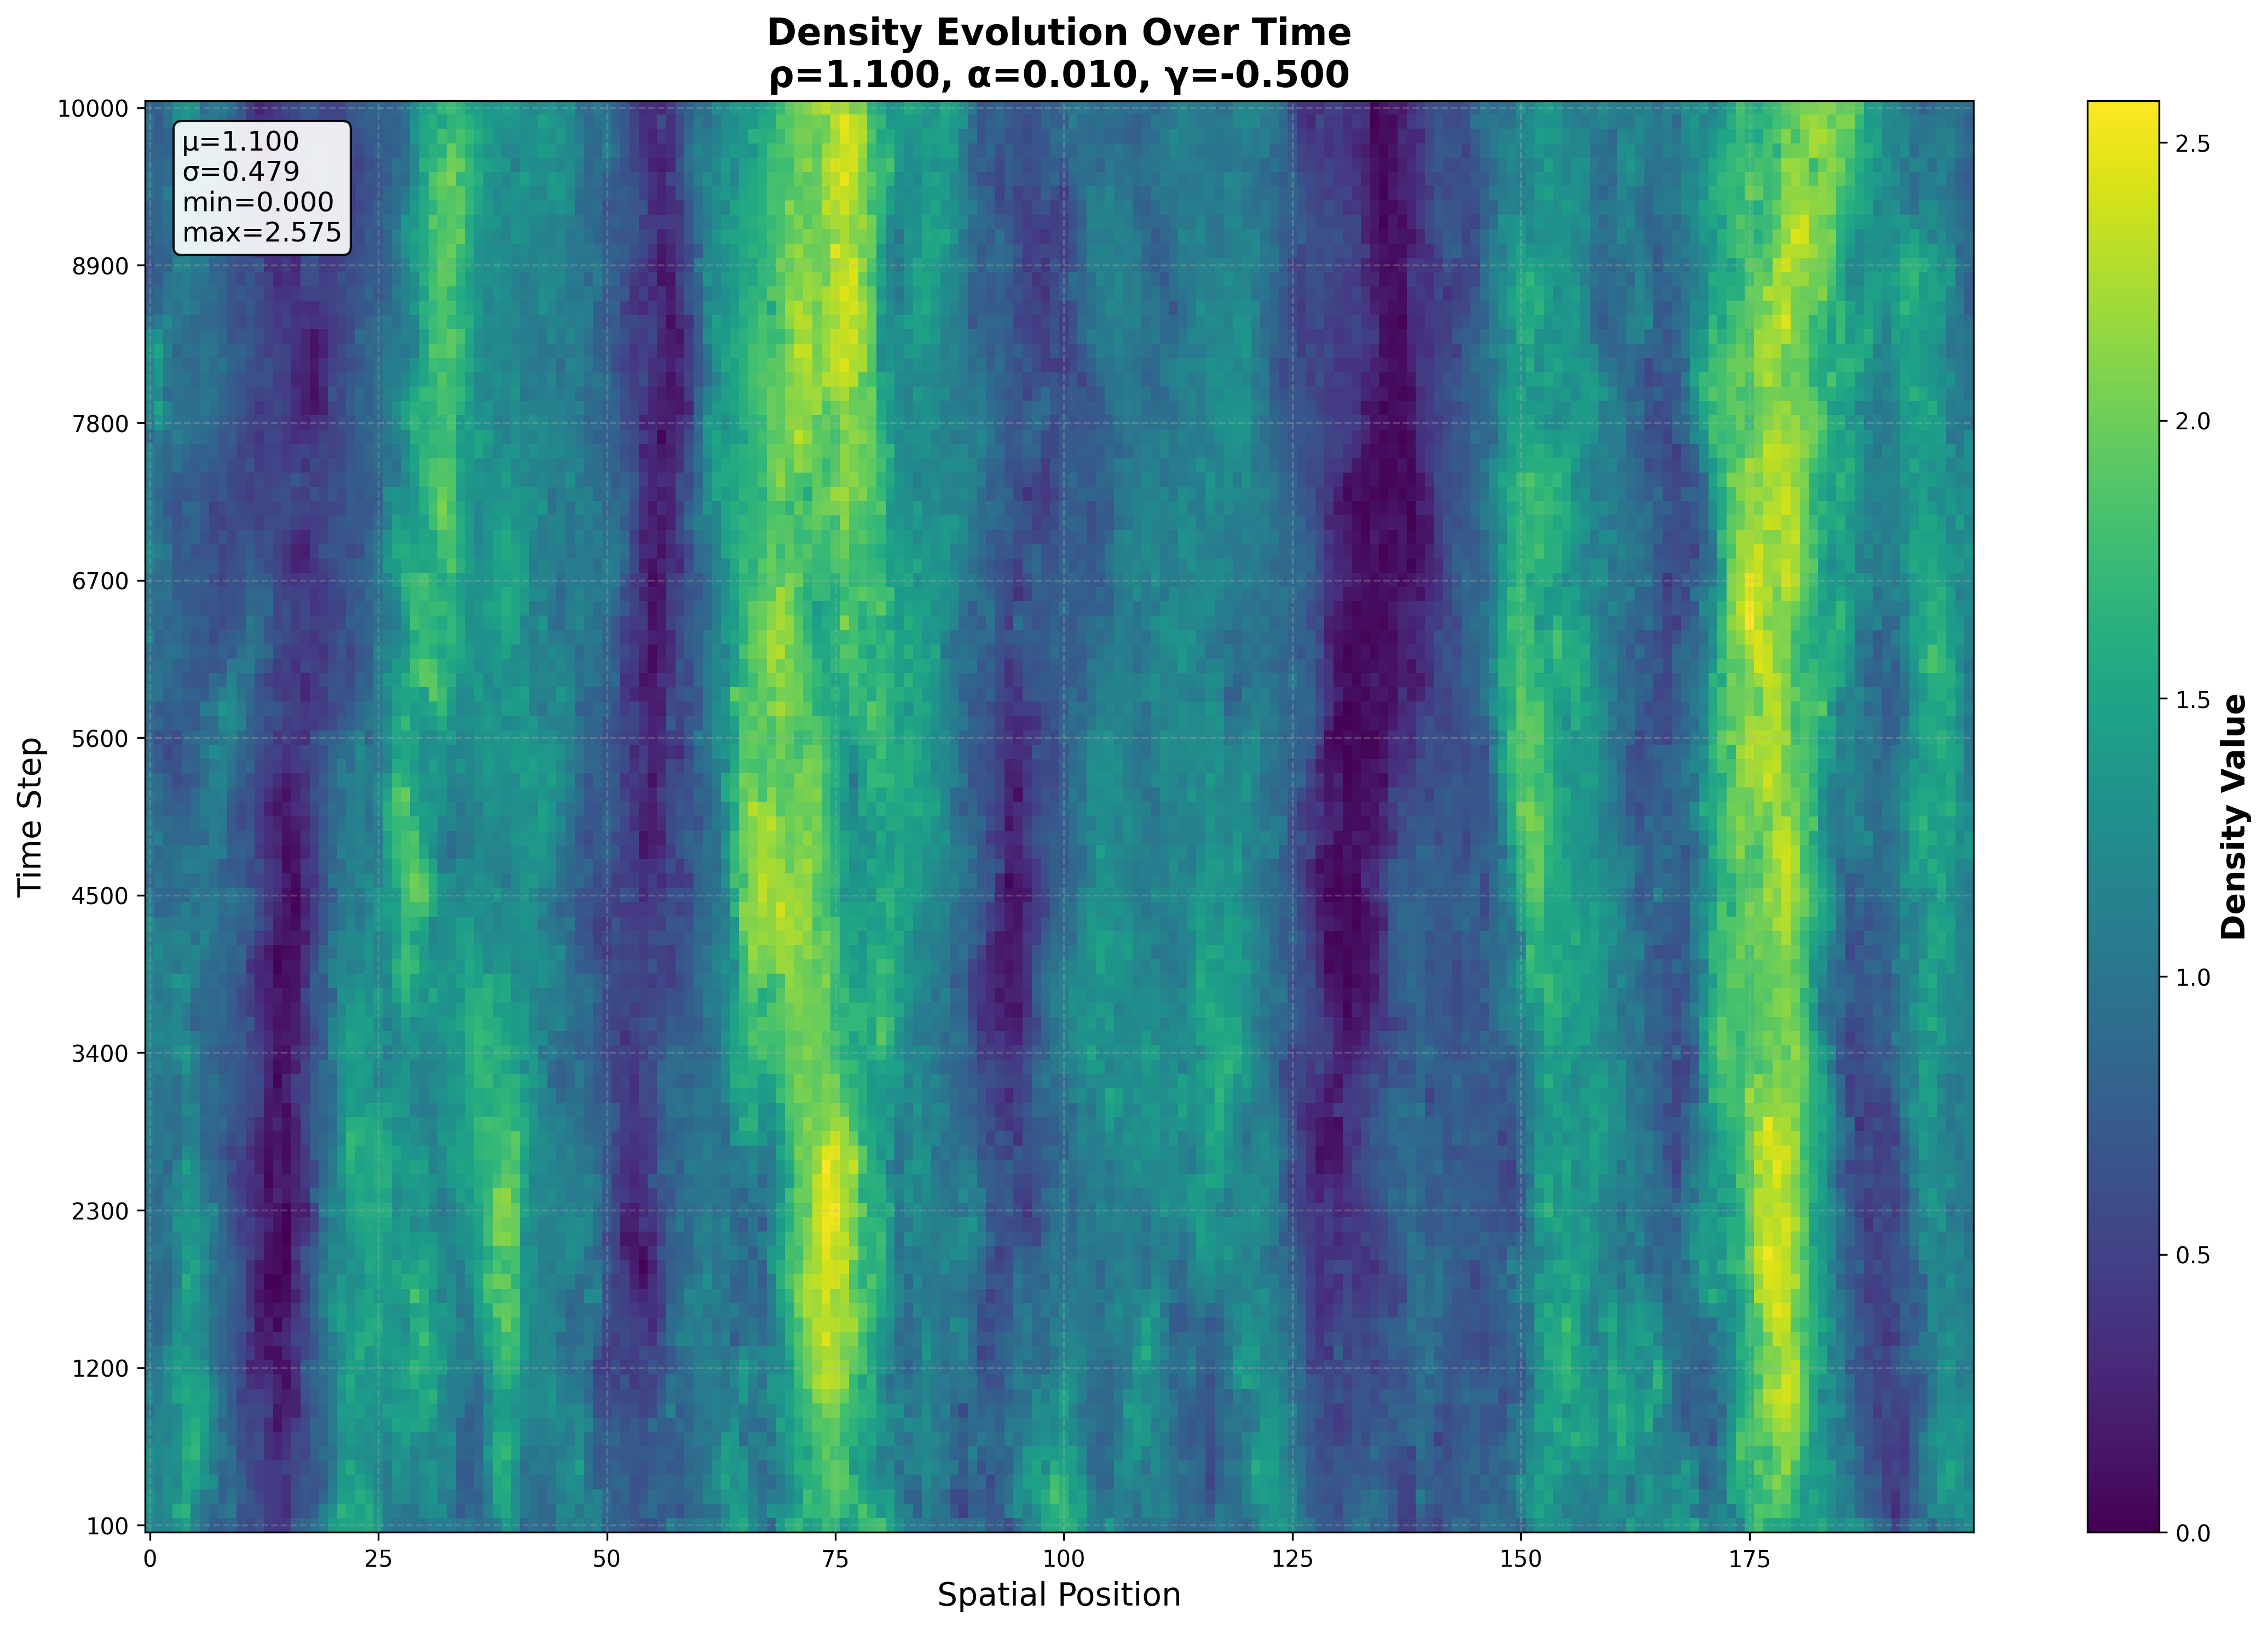 Density Evolution Over Time
ρ=1.100, α=0.010, γ=-0.500
μ=1.100
σ=0.479
min=0.000
max=2.575
10000
8900
7800
6700
5600
4500
3400
2300
1200
100
Time Step
0 25 50 75 100 125 150 175
Spatial Position
2.5
2.0
1.5
1.0
0.5
0.0
Density Value